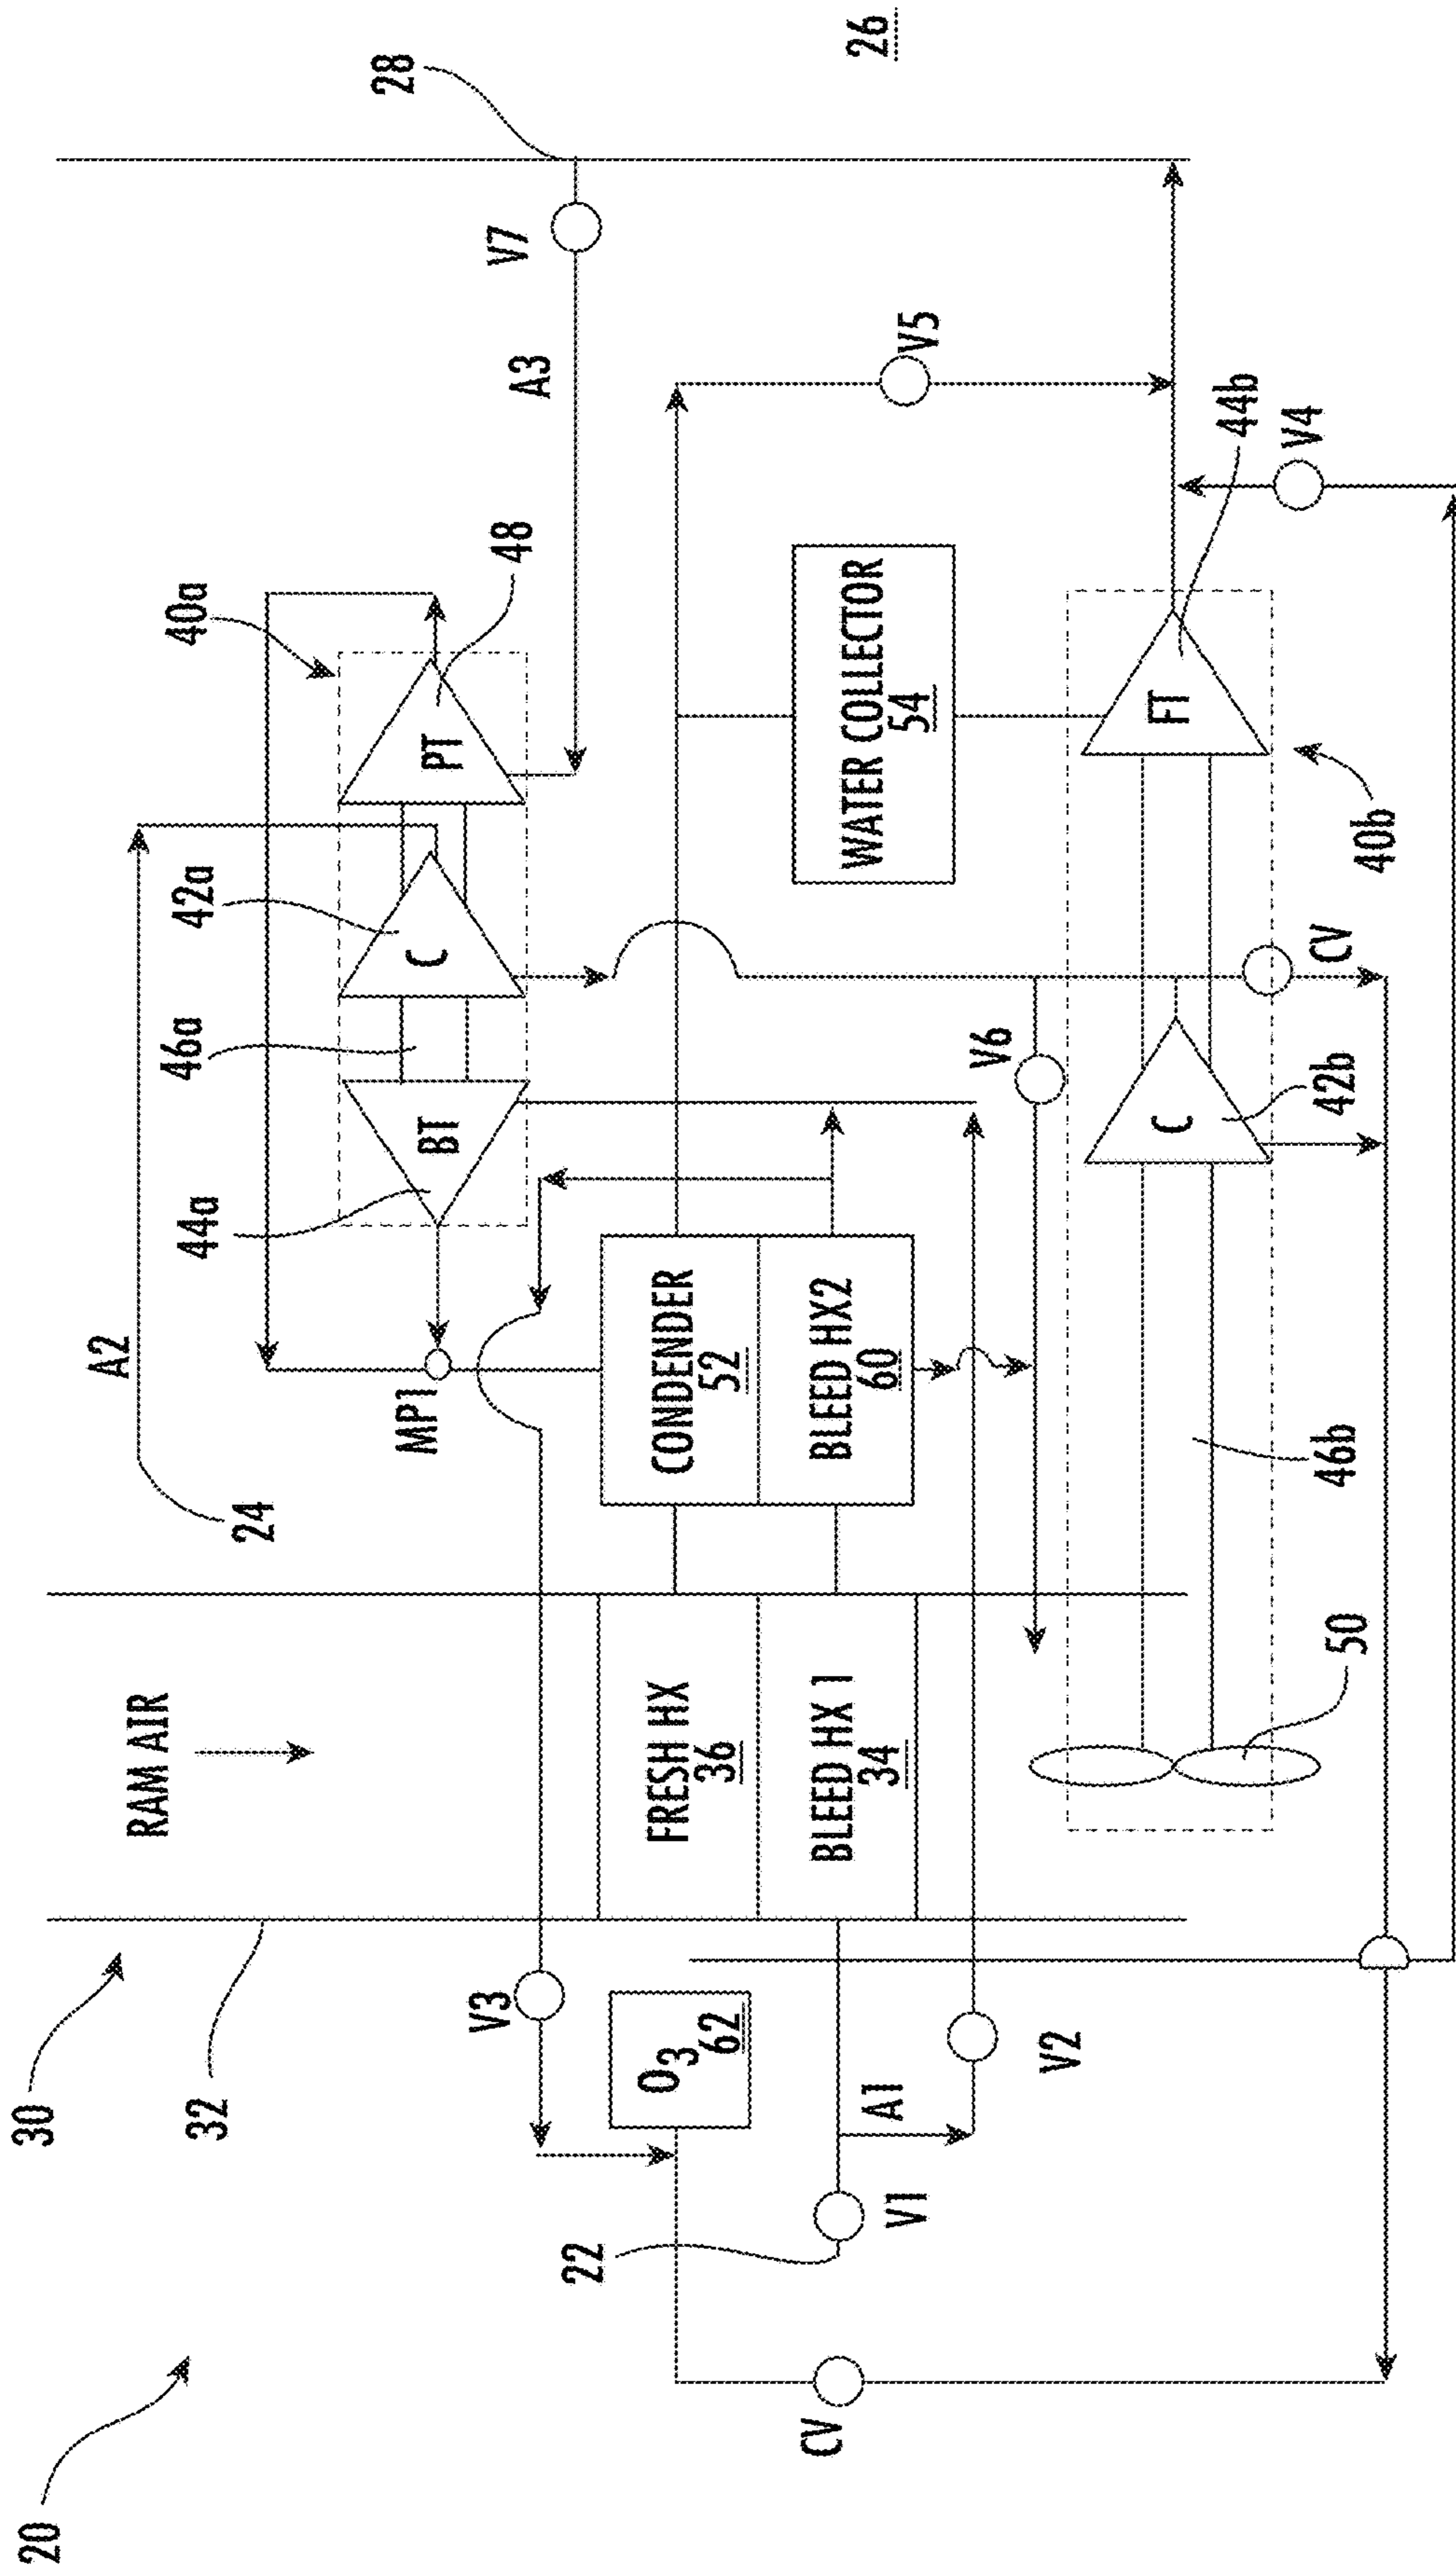 20
30
32
RAM AIR
24
A2
44a
46a
42a
40a
28
26
V7
A3
48
PT
C
BT
MP1
V3
O3
62
22
V1
A1
V2
CV
FRESH HX
36
BLEED HX 1
34
CONDENDER
52
BLEED HX2
60
V6
WATER COLLECTOR
54
V5
44b
V4
FT
40b
CV
C
42b
46b
50